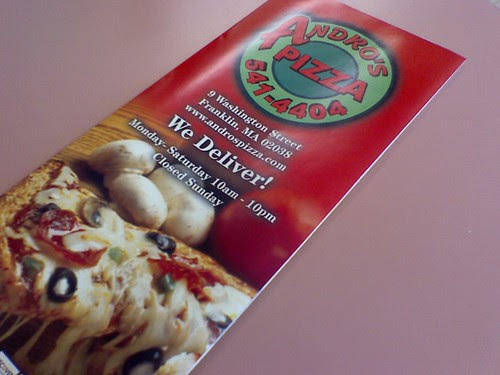 ANDRO'S
PIZZA
541-4404
9 Washington Street
Franklin, MA 02038
www.androspizza.com
We Deliver!
Monday- Saturday 10am - 10pm
Closed Sunday